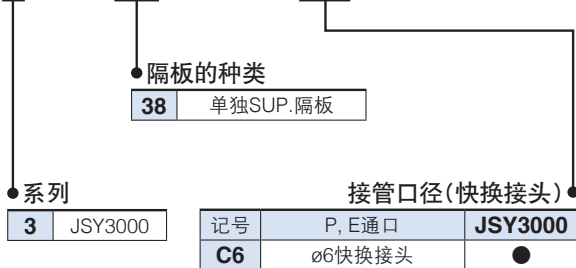 隔板的种类
38 单独SUP.隔板
系列
3 JSY3000
接管口径(快换接头)
记号 P, E通口 JSY3000
C6 ø6快换接头 ●